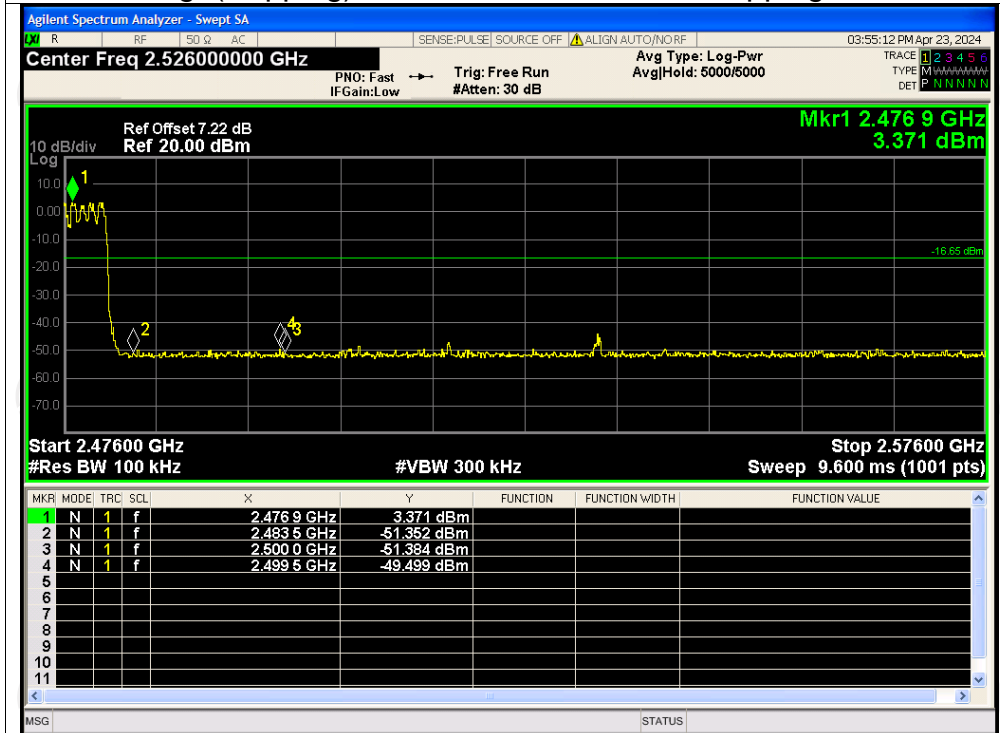 Agilent Spectrum Analyzer - Swept SA
LXI R RF 50 Ω AC SENSE:PULSE SOURCE OFF ALIGN AUTO/NO RF 03:55:12 PM Apr 23, 2024
Center Freq 2.526000000 GHz
PNO: Fast
IFGain:Low
Trig: Free Run
#Atten: 30 dB
Avg Type: Log-Pwr
Avg|Hold: 5000/5000
TRACE 1 2 3 4 5 6
TYPE M
DET P N N N N N
Mkr1 2.476 9 GHz
3.371 dBm
Ref Offset 7.22 dB
10 dB/div Ref 20.00 dBm
Log
1
10.0
0.00
-10.0
-16.65 dBm
-20.0
-30.0
-40.0
2
4
3
-50.0
-60.0
-70.0
Start 2.47600 GHz Stop 2.57600 GHz
#Res BW 100 kHz #VBW 300 kHz Sweep 9.600 ms (1001 pts)
MKR MODE TRC SCL X Y FUNCTION FUNCTION WIDTH FUNCTION VALUE
1 N 1 f 2.476 9 GHz 3.371 dBm
2 N 1 f 2.483 5 GHz -51.352 dBm
3 N 1 f 2.500 0 GHz -51.384 dBm
4 N 1 f 2.499 5 GHz -49.499 dBm
5
6
7
8
9
10
11
MSG STATUS